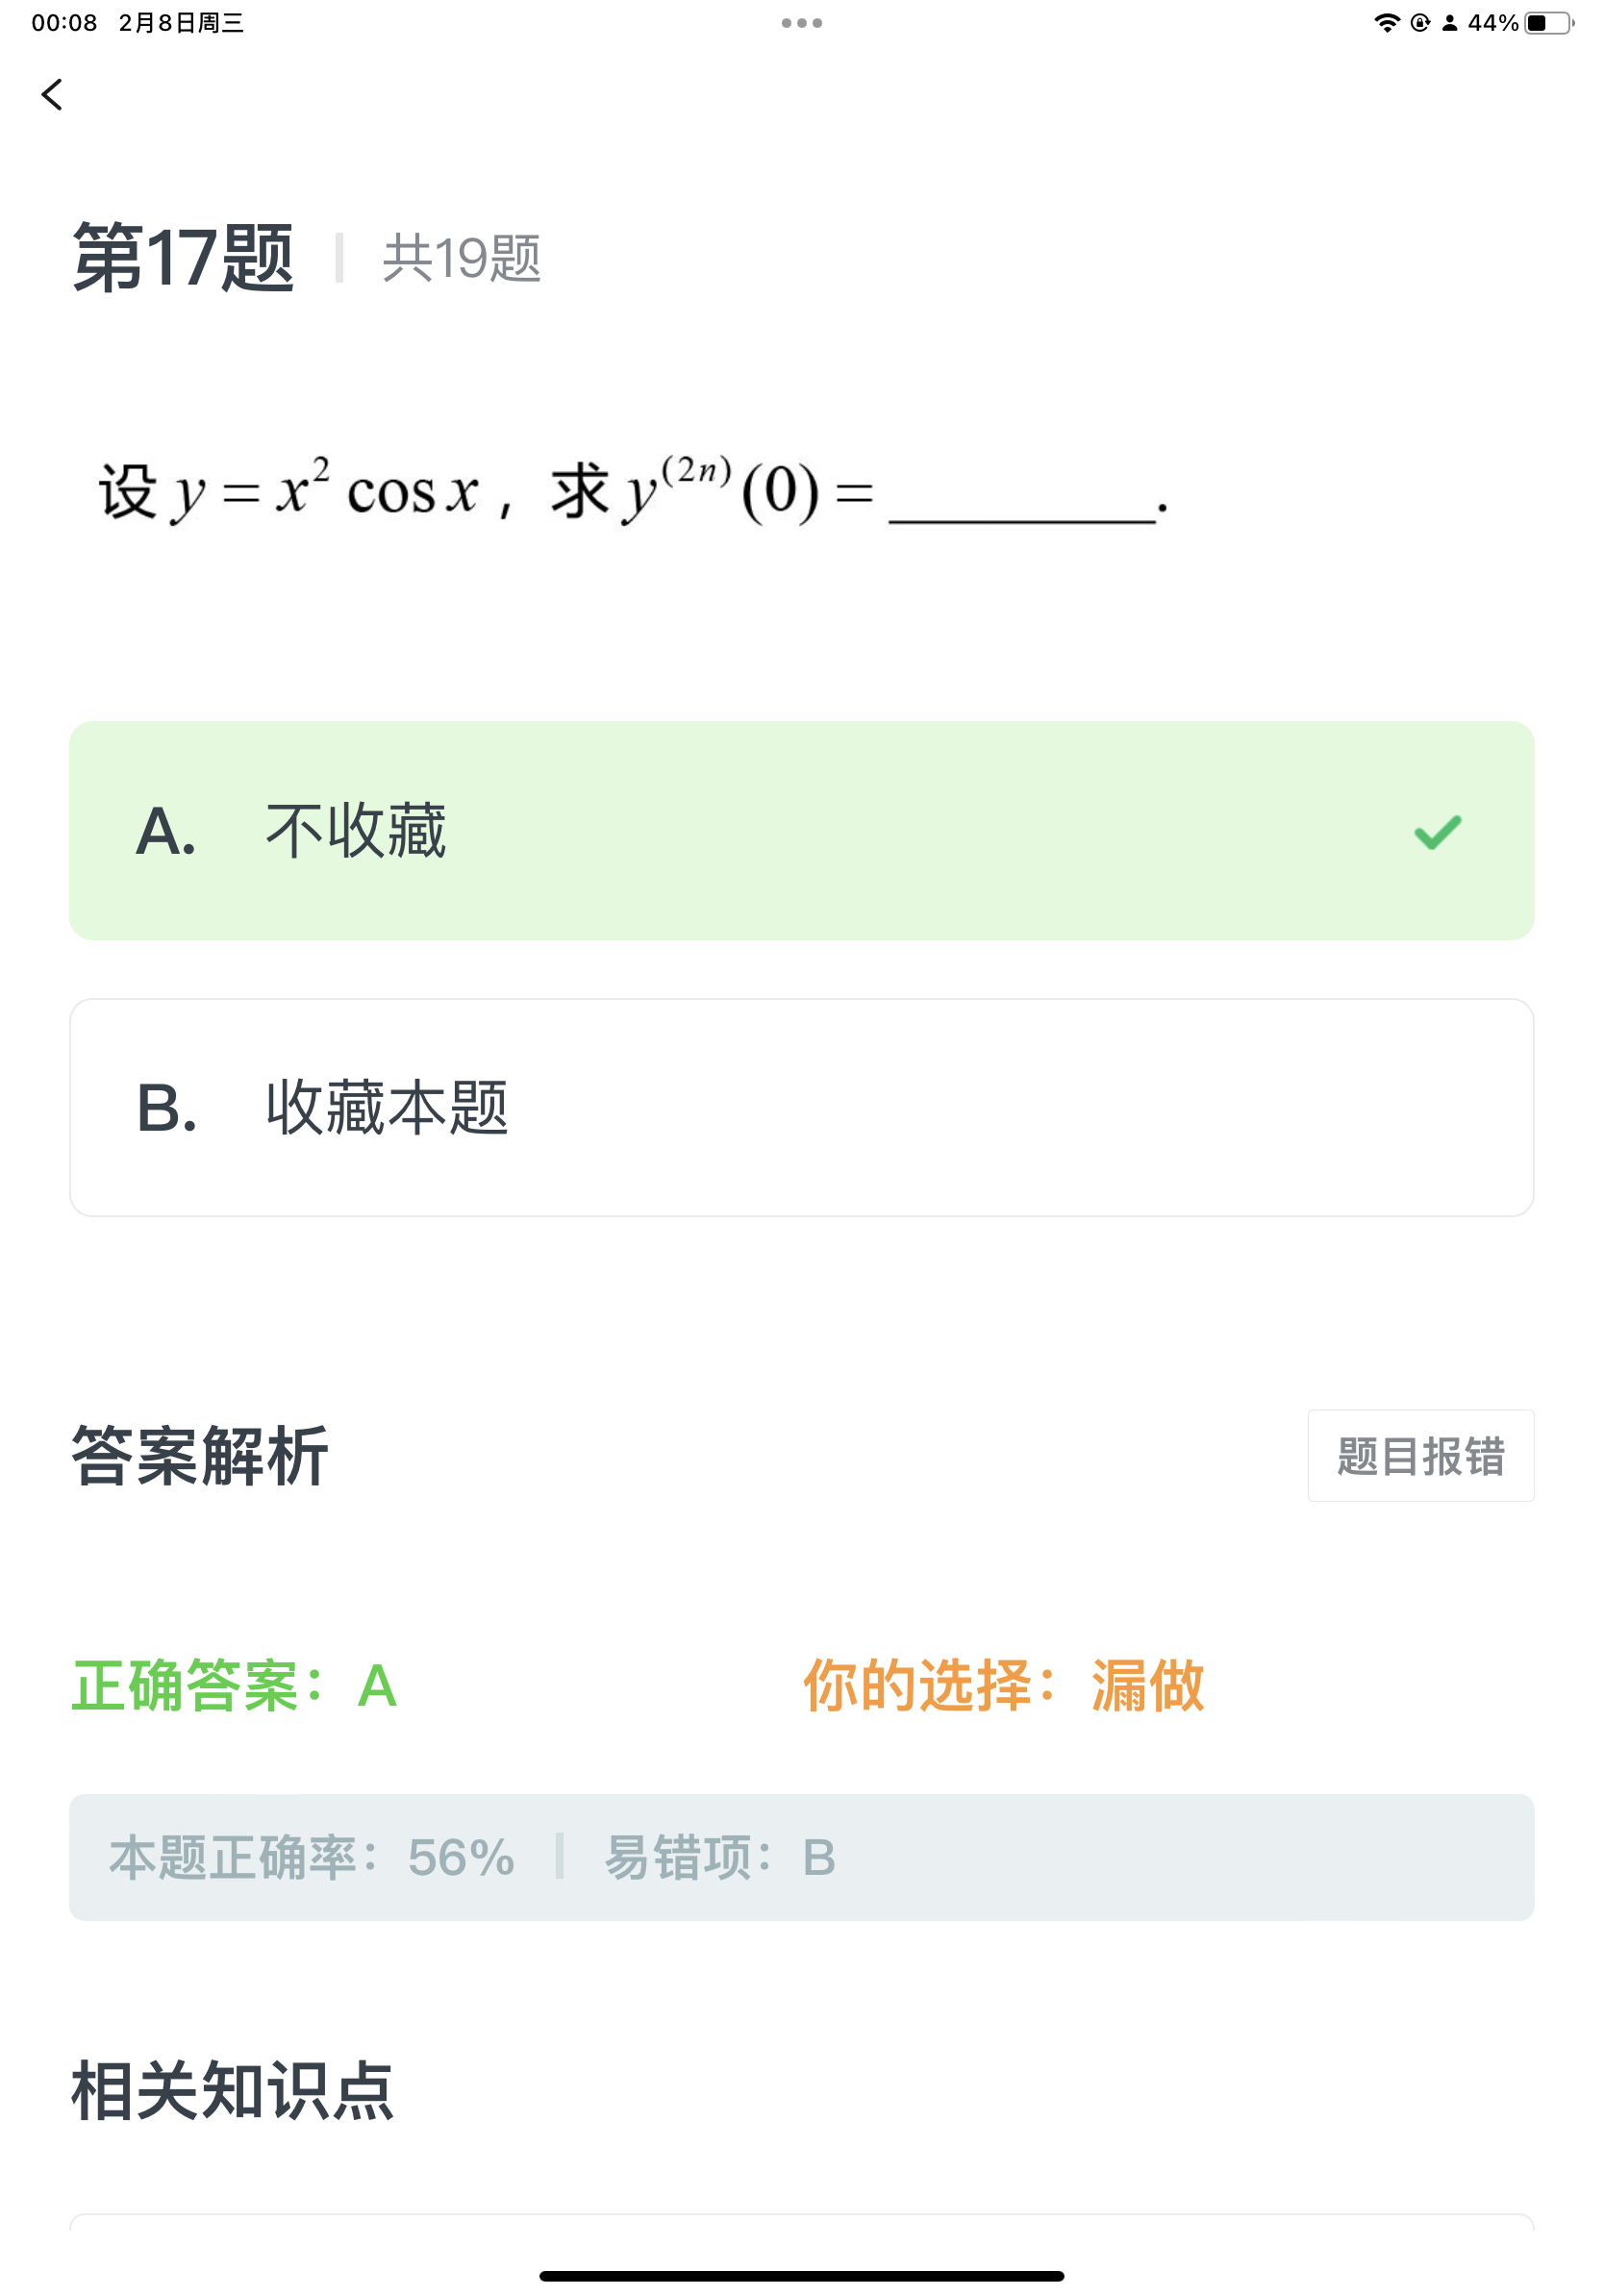 00:08 2月8日周三
44%
第17题 共19题
设 y = x² cos x，求 y⁽²ⁿ⁾(0) = ________.
A. 不收藏
B. 收藏本题
答案解析 题目报错
正确答案：A 你的选择：漏做
本题正确率：56% 易错项：B
相关知识点